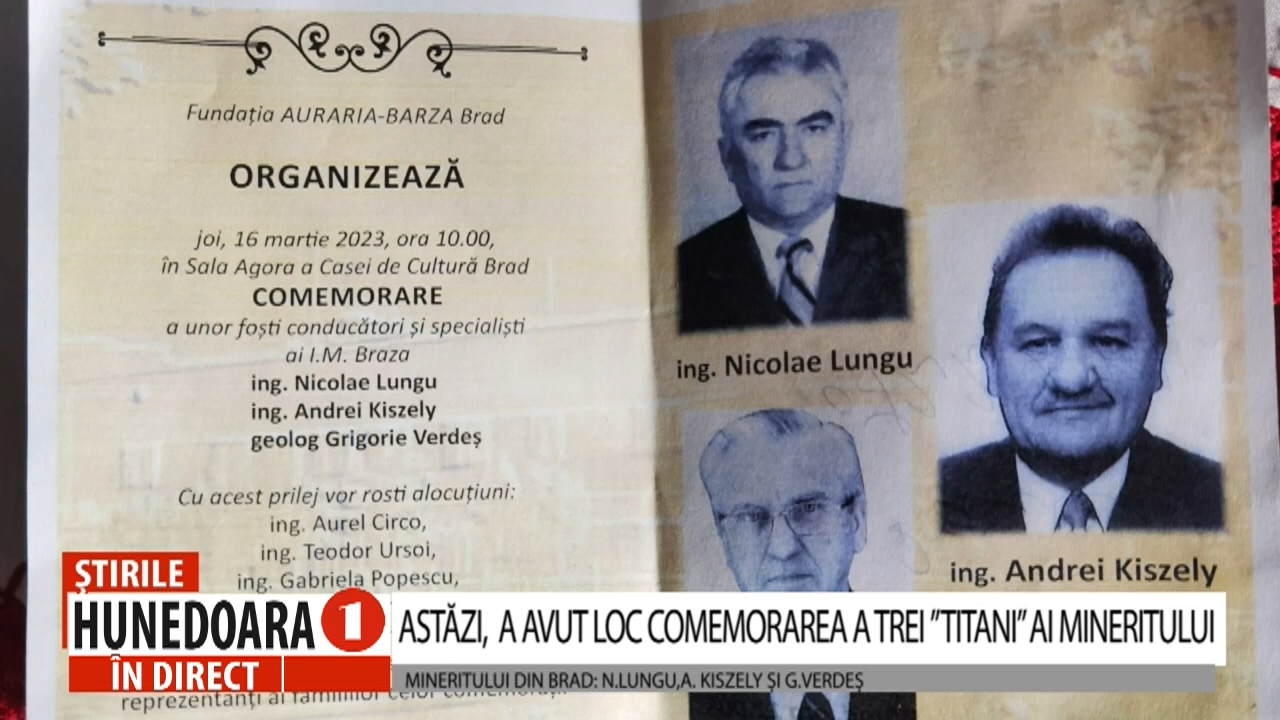 Fundația AURARIA-BARZA Brad
ORGANIZEAZĂ
joi, 16 martie 2023, ora 10.00,
în Sala Agora a Casei de Cultură Brad
COMEMORARE
a unor foști conducători și specialiști
ai I.M. Braza
ing. Nicolae Lungu
ing. Andrei Kiszely
geolog Grigorie Verdeș
Cu acest prilej vor rosti alocuțiuni:
ing. Aurel Circo,
ing. Teodor Ursoi,
ing. Gabriela Popescu,
reprezentanți ai familiilor celor
ing. Nicolae Lungu
ing. Andrei Kiszely
ŞTIRILE
HUNEDOARA 1
ÎN DIRECT
ASTĂZI, A AVUT LOC COMEMORAREA A TREI ”TITANI” AI MINERITULUI
MINERITULUI DIN BRAD: N.LUNGU,A. KISZELY ȘI G.VERDEȘ